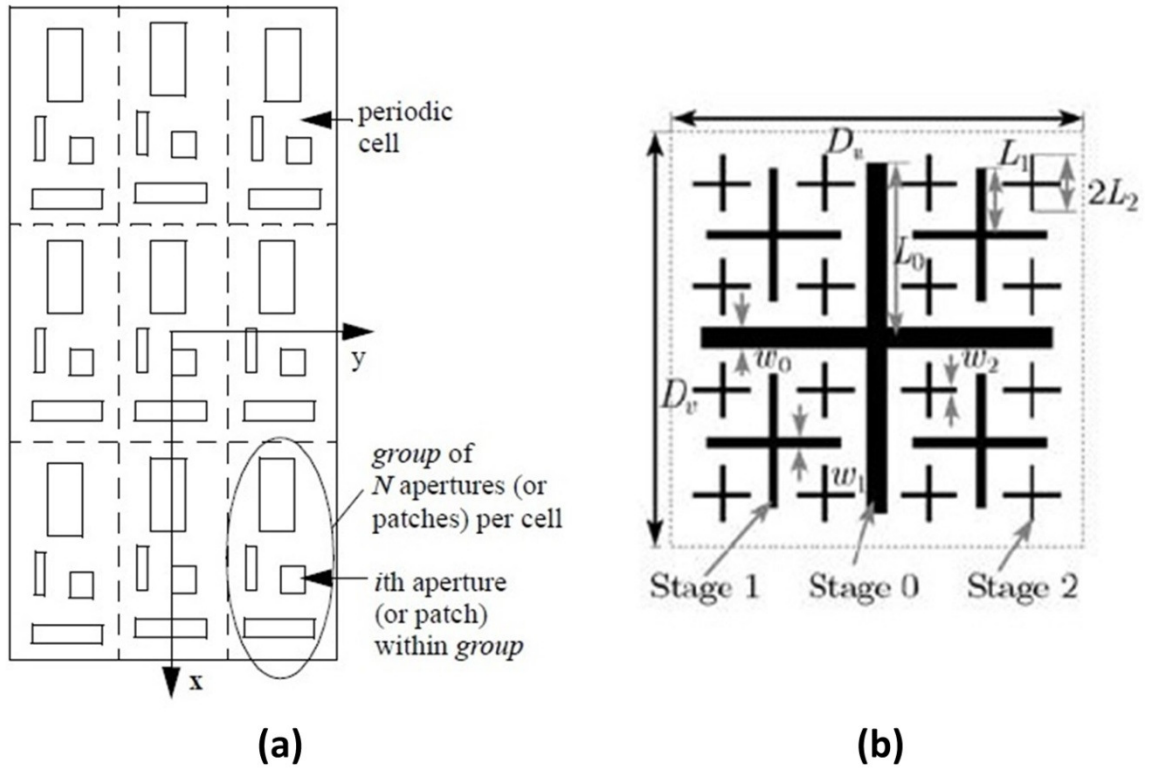 periodic
cell
y
group of
N apertures (or
patches) per cell
ith aperture
(or patch)
within group
x
(a)
D_u
L_1
2L_2
L_0
w_0
w_2
D_v
w_1
Stage 1
Stage 0
Stage 2
(b)